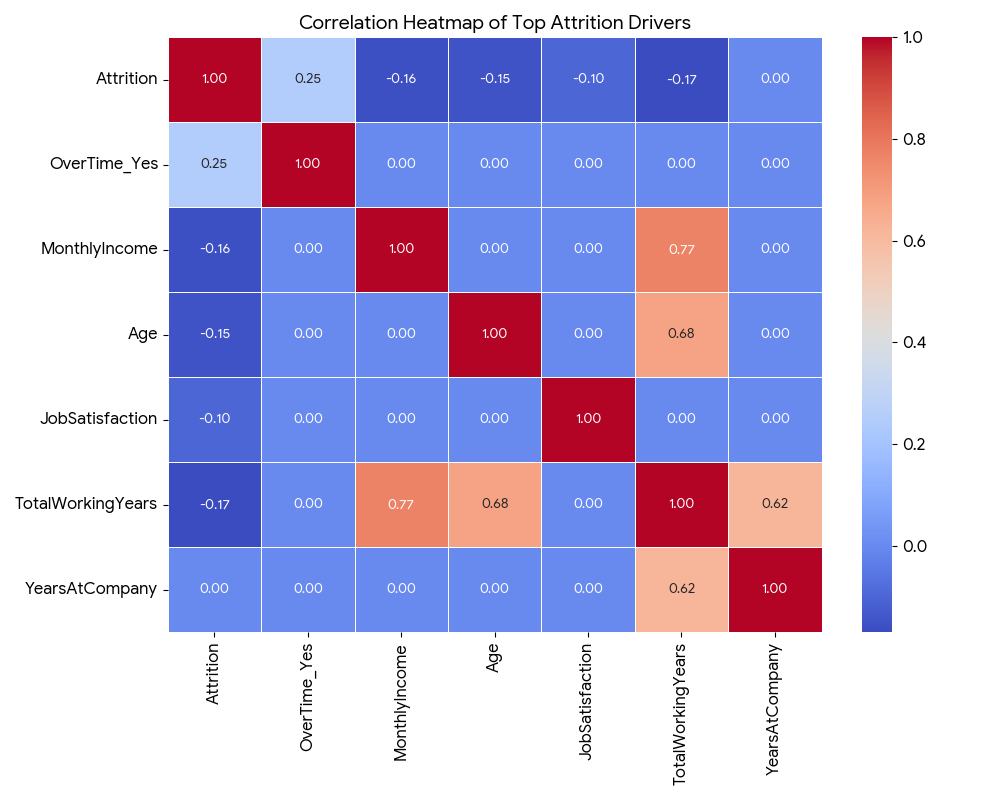 Correlation Heatmap of Top Attrition Drivers
Attrition 1.00 0.25 -0.16 -0.15 -0.10 -0.17 0.00
OverTime_Yes 0.25 1.00 0.00 0.00 0.00 0.00 0.00
MonthlyIncome -0.16 0.00 1.00 0.00 0.00 0.77 0.00
Age -0.15 0.00 0.00 1.00 0.00 0.68 0.00
JobSatisfaction -0.10 0.00 0.00 0.00 1.00 0.00 0.00
TotalWorkingYears -0.17 0.00 0.77 0.68 0.00 1.00 0.62
YearsAtCompany 0.00 0.00 0.00 0.00 0.00 0.62 1.00
Attrition
OverTime_Yes
MonthlyIncome
Age
JobSatisfaction
TotalWorkingYears
YearsAtCompany
1.0
0.8
0.6
0.4
0.2
0.0